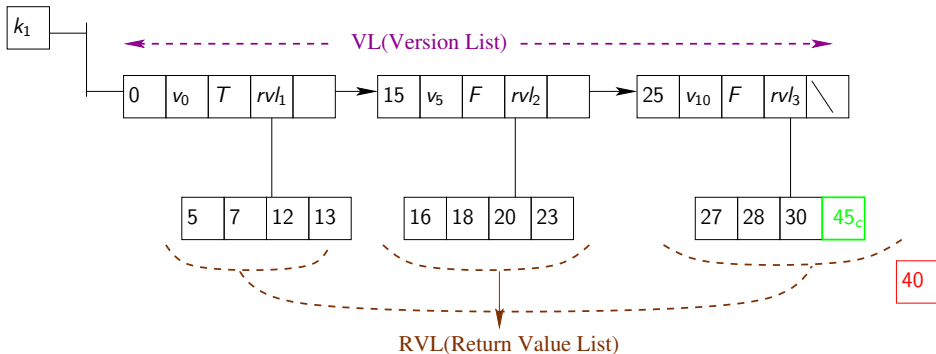 k₁
VL(Version List)
0 v₀ T rvl₁ 15 v₅ F rvl₂ 25 v₁₀ F rvl₃
5 7 12 13 16 18 20 23 27 28 30 45c
40
RVL(Return Value List)